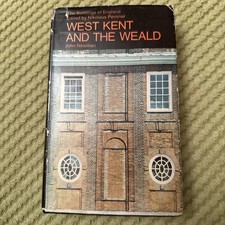 The Buildings of England
edited by Nikolaus Pevsner
WEST KENT
AND THE WEALD
John Newman